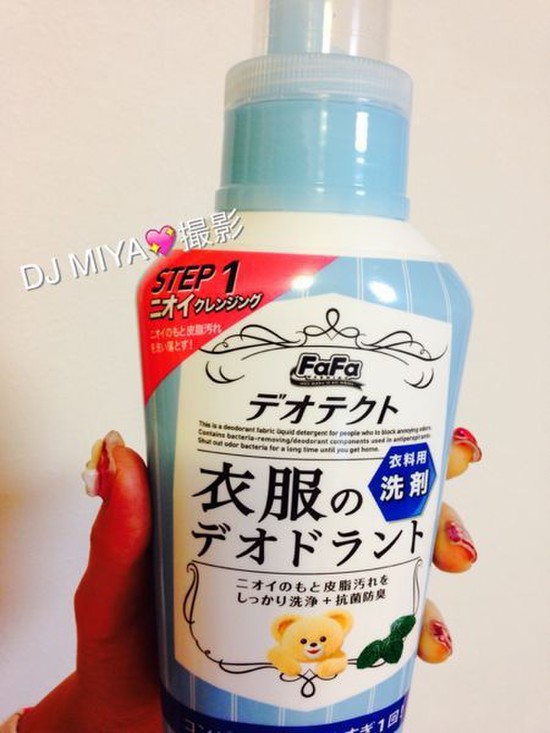 DJ MIYA💖撮影
STEP 1
ニオイクレンジング
ニオイのもと皮脂汚れ
を洗い落とす!
FaFa
デオテクト
This is a deodorant fabric liquid detergent for people who to block annoying odors.
Contains bacteria-removing/deodorant components used in antiperspirants.
Shut out odor bacteria for a long time until you get home.
衣料用
洗剤
衣服の
デオドラント
ニオイのもと皮脂汚れを
しっかり洗浄+抗菌防臭